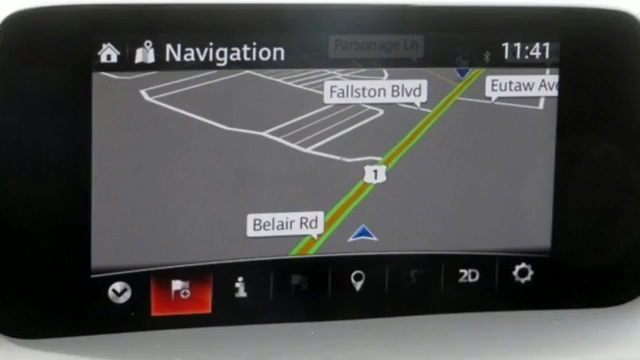 Navigation
11:41
Parsonage Ln
Fallston Blvd
Eutaw Ave
1
Belair Rd
2D